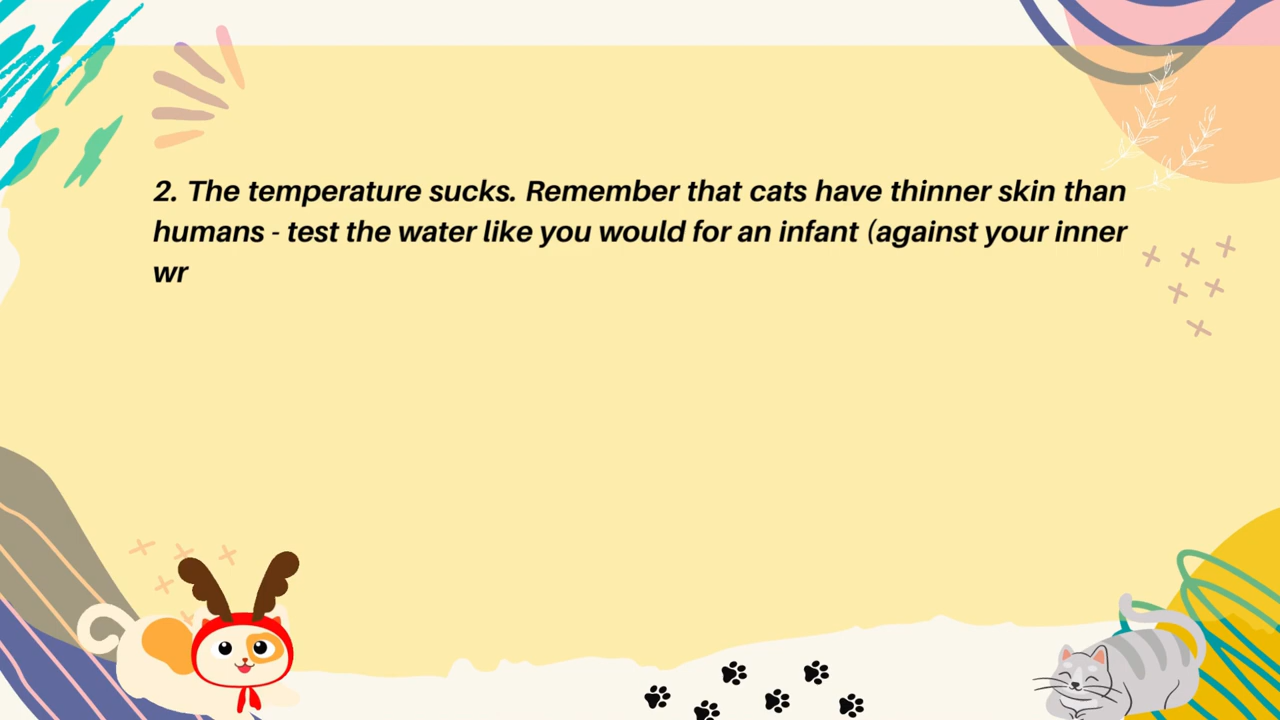 2. The temperature sucks. Remember that cats have thinner skin than
humans - test the water like you would for an infant (against your inner
wr